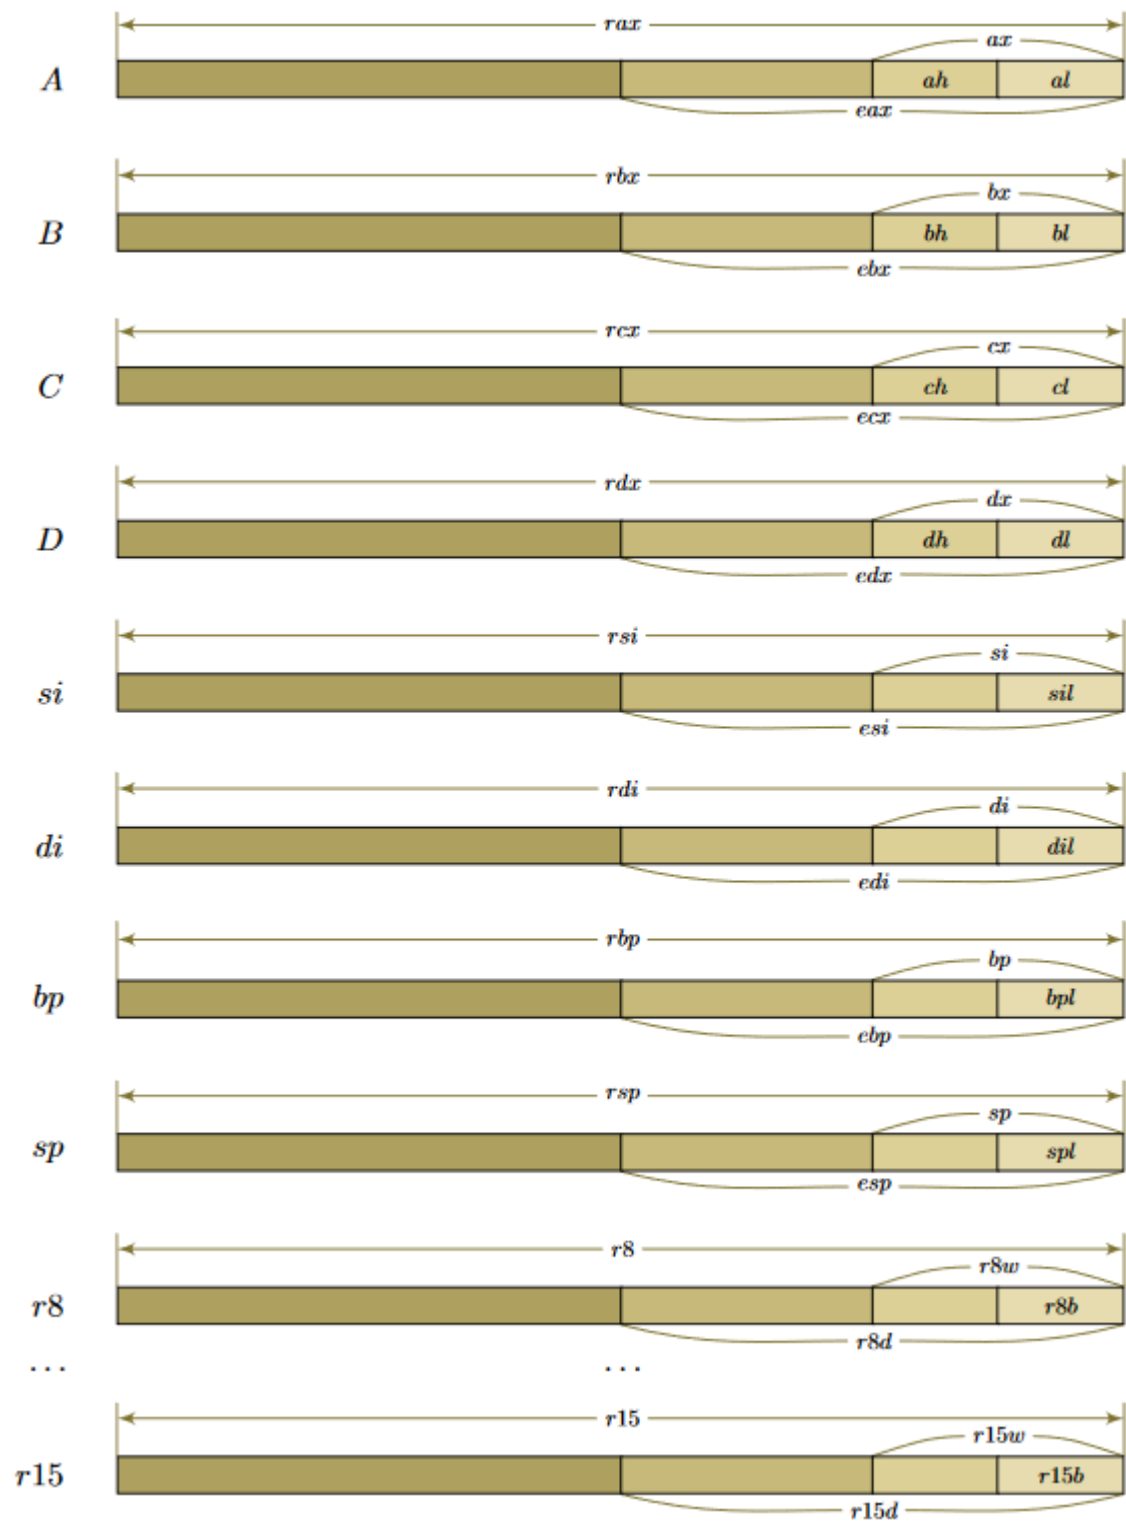 rax
ax
A ah al
eax
rbx
bx
B bh bl
ebx
rcx
cx
C ch cl
ecx
rdx
dx
D dh dl
edx
rsi
si
si sil
esi
rdi
di
di dil
edi
rbp
bp
bp bpl
ebp
rsp
sp
sp spl
esp
r8
r8w
r8 r8b
r8d
... ...
r15
r15w
r15 r15b
r15d